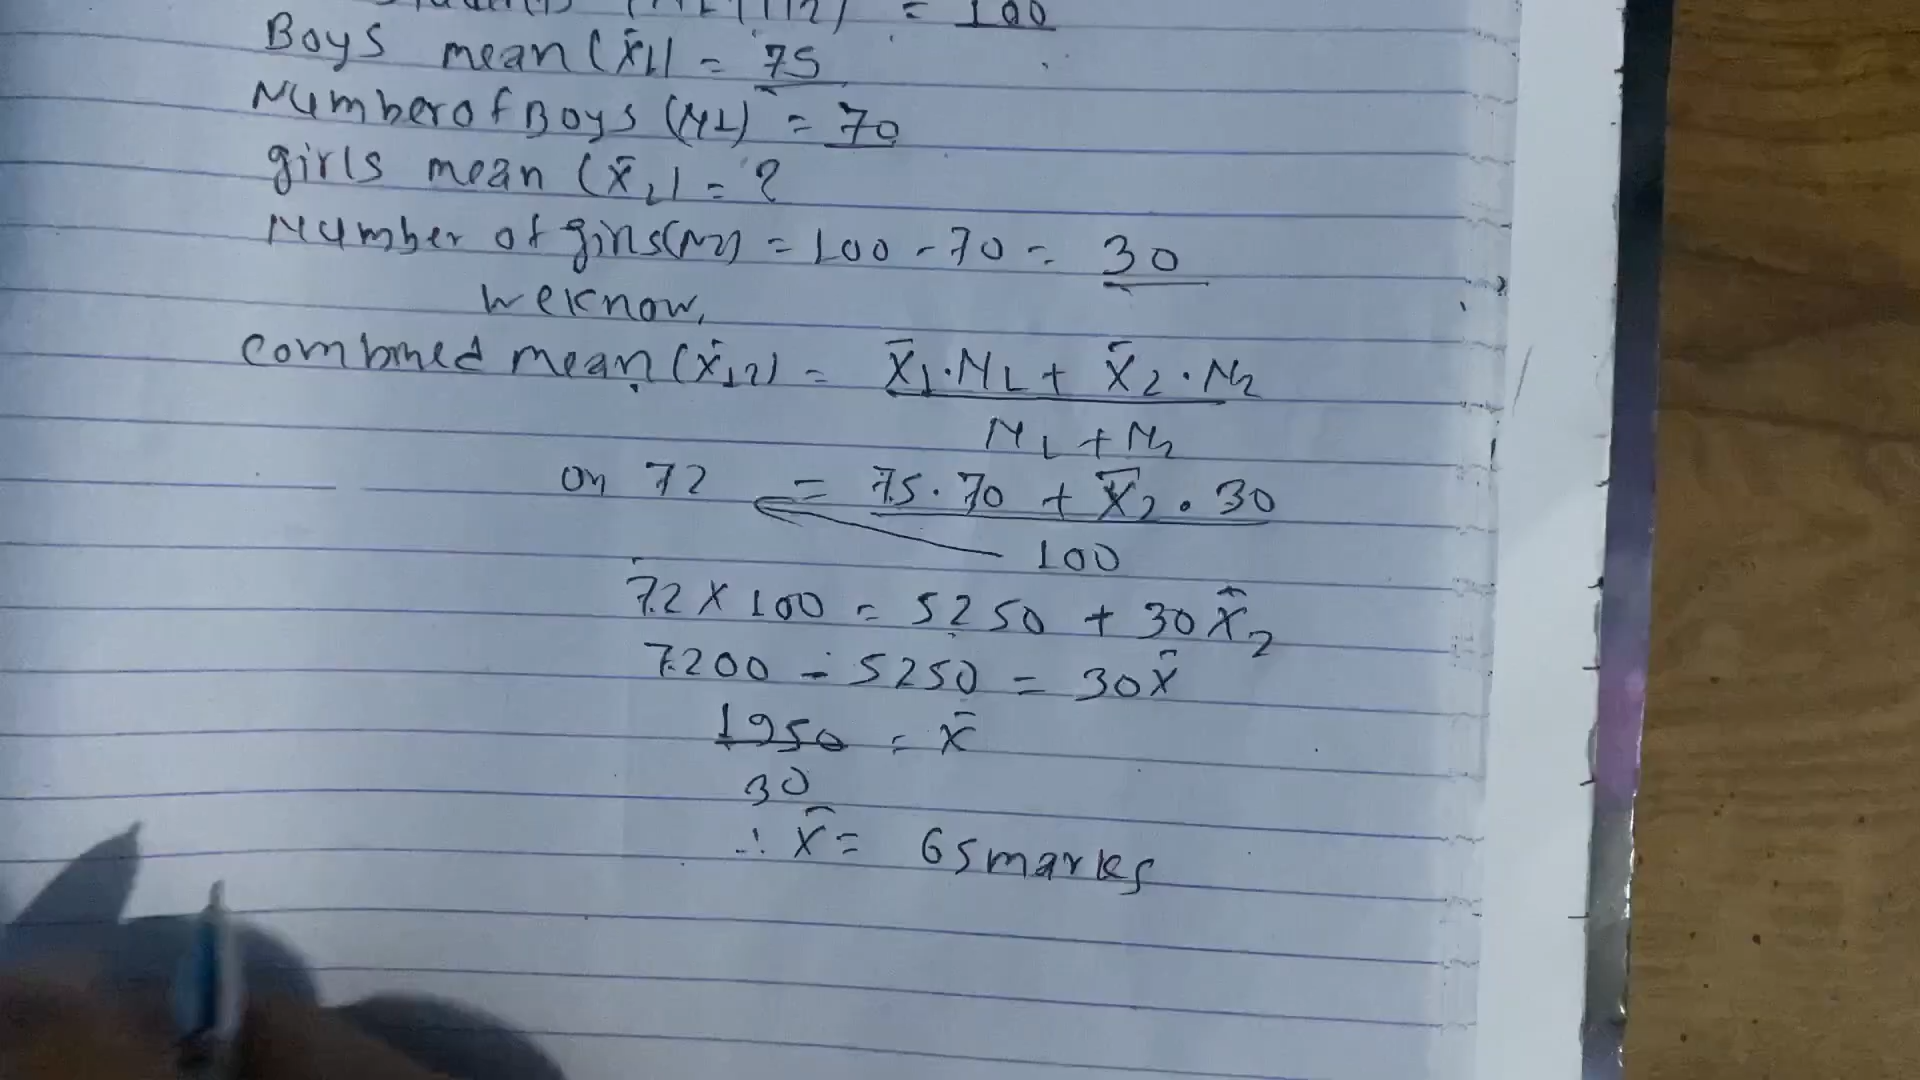 = 100
Boys mean (x̄1) = 75
Number of Boys (N1) = 70
girls mean (x̄2) = ?
Number of girls (N2) = 100 - 70 = 30
we know,
combined mean (x̄12) = x̄1.N1 + x̄2.N2
N1 + N2
or 72 = 75.70 + x̄2.30
100
72 x 100 = 5250 + 30x̄2
7200 - 5250 = 30x̄
1950 = x̄
30
∴ x̄ = 65 marks